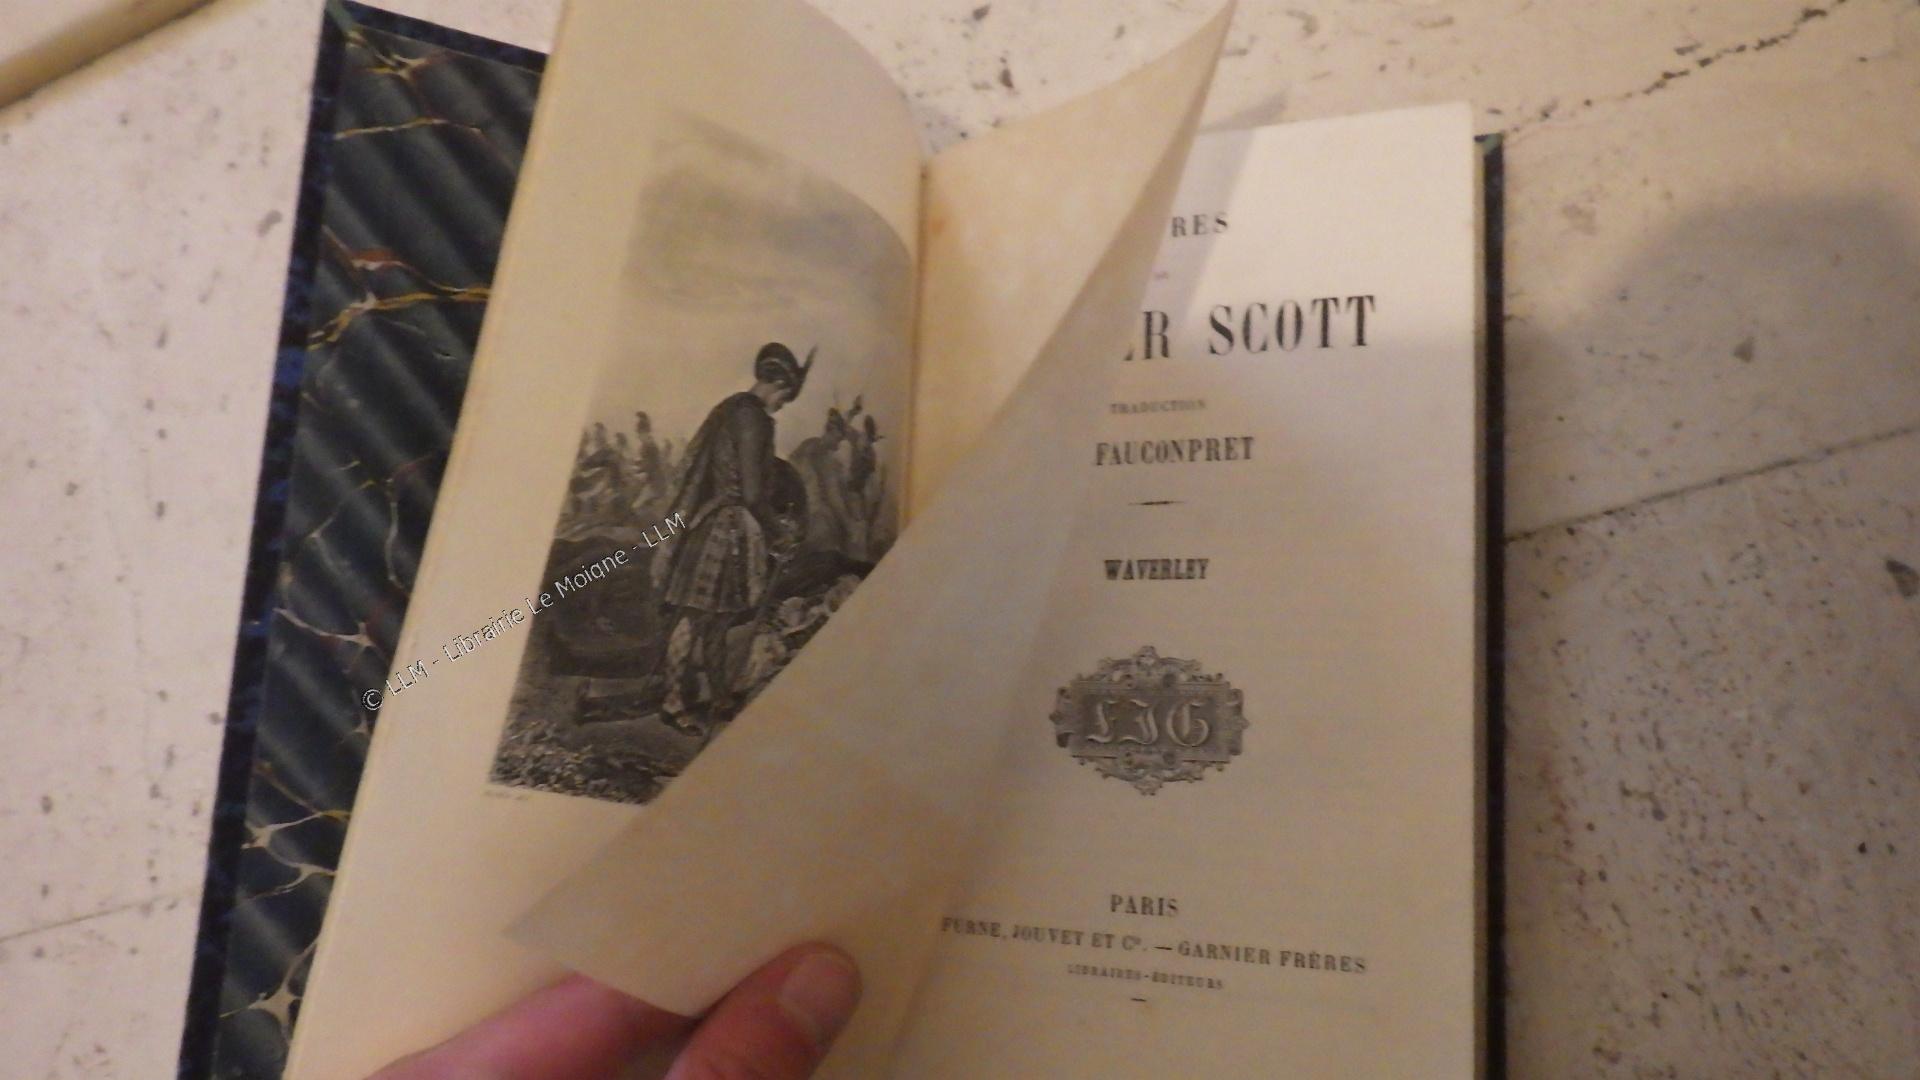 RES
DE
ER SCOTT
TRADUCTION
FAUCONPRET
WAVERLEY
LJG
PARIS
FURNE, JOUVET ET Cie. — GARNIER FRÈRES
LIBRAIRES-ÉDITEURS
© LLM - Librairie Le Moigne - LLM